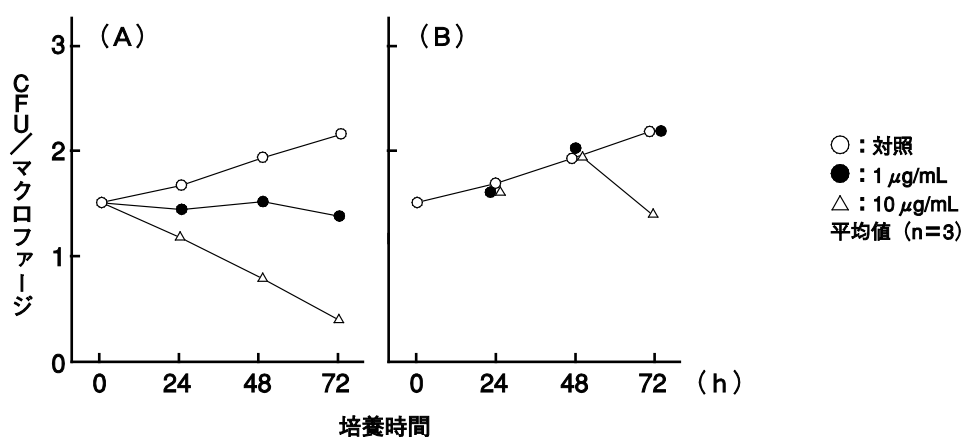 (A)
(B)
CFU/マクロファージ
3
2
1
0
0 24 48 72
0 24 48 72 (h)
培養時間
○:対照
●:1 μg/mL
△:10 μg/mL
平均値 (n=3)